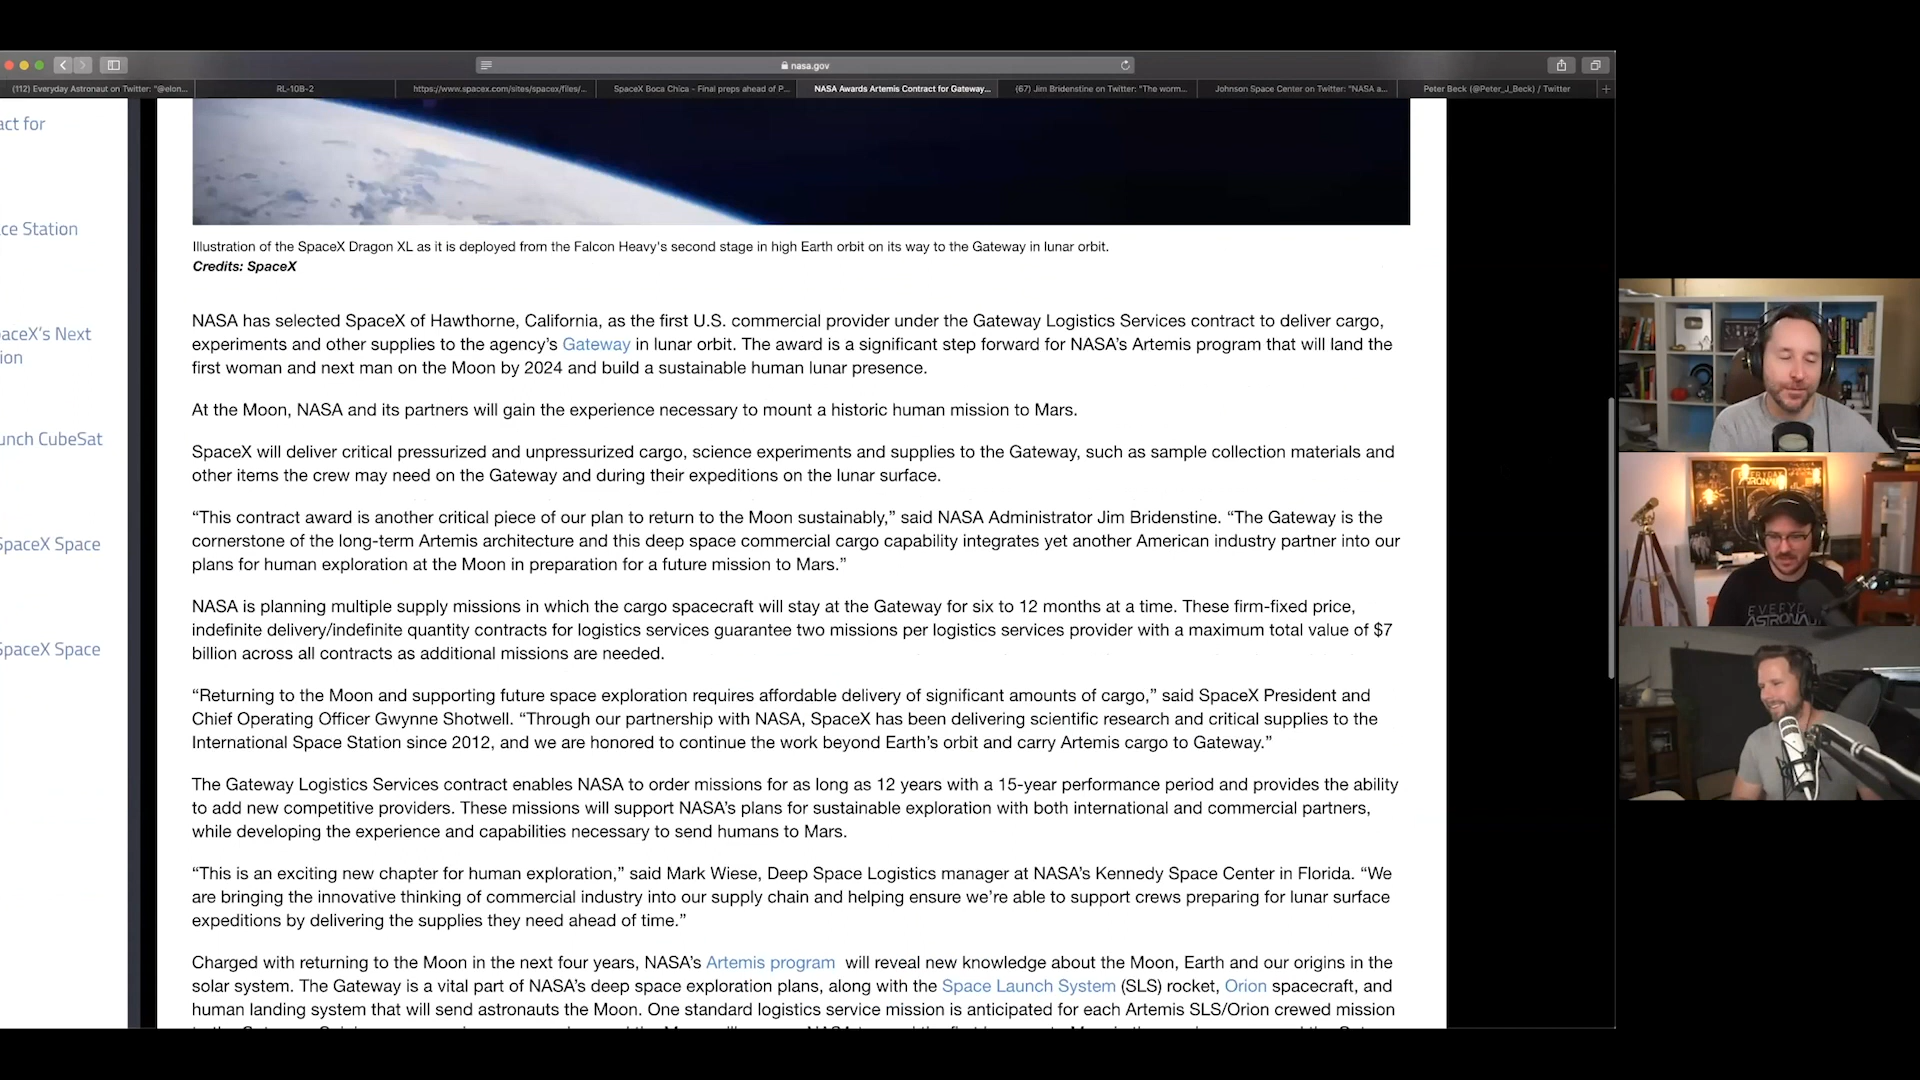 nasa.gov
(112) Everyday Astronaut on Twitter: "@elon...
RL-10B-2
https://www.spacex.com/sites/spacex/files/...
SpaceX Boca Chica - Final preps ahead of P...
NASA Awards Artemis Contract for Gateway...
(67) Jim Bridenstine on Twitter: "The worm...
Johnson Space Center on Twitter: "NASA a...
Peter Beck (@Peter_J_Beck) / Twitter
act for
ce Station
aceX's Next
ion
unch CubeSat
SpaceX Space
SpaceX Space
Illustration of the SpaceX Dragon XL as it is deployed from the Falcon Heavy's second stage in high Earth orbit on its way to the Gateway in lunar orbit.
Credits: SpaceX
NASA has selected SpaceX of Hawthorne, California, as the first U.S. commercial provider under the Gateway Logistics Services contract to deliver cargo,
experiments and other supplies to the agency's Gateway in lunar orbit. The award is a significant step forward for NASA's Artemis program that will land the
first woman and next man on the Moon by 2024 and build a sustainable human lunar presence.
At the Moon, NASA and its partners will gain the experience necessary to mount a historic human mission to Mars.
SpaceX will deliver critical pressurized and unpressurized cargo, science experiments and supplies to the Gateway, such as sample collection materials and
other items the crew may need on the Gateway and during their expeditions on the lunar surface.
“This contract award is another critical piece of our plan to return to the Moon sustainably,” said NASA Administrator Jim Bridenstine. “The Gateway is the
cornerstone of the long-term Artemis architecture and this deep space commercial cargo capability integrates yet another American industry partner into our
plans for human exploration at the Moon in preparation for a future mission to Mars.”
NASA is planning multiple supply missions in which the cargo spacecraft will stay at the Gateway for six to 12 months at a time. These firm-fixed price,
indefinite delivery/indefinite quantity contracts for logistics services guarantee two missions per logistics services provider with a maximum total value of $7
billion across all contracts as additional missions are needed.
“Returning to the Moon and supporting future space exploration requires affordable delivery of significant amounts of cargo,” said SpaceX President and
Chief Operating Officer Gwynne Shotwell. “Through our partnership with NASA, SpaceX has been delivering scientific research and critical supplies to the
International Space Station since 2012, and we are honored to continue the work beyond Earth's orbit and carry Artemis cargo to Gateway.”
The Gateway Logistics Services contract enables NASA to order missions for as long as 12 years with a 15-year performance period and provides the ability
to add new competitive providers. These missions will support NASA's plans for sustainable exploration with both international and commercial partners,
while developing the experience and capabilities necessary to send humans to Mars.
“This is an exciting new chapter for human exploration,” said Mark Wiese, Deep Space Logistics manager at NASA's Kennedy Space Center in Florida. “We
are bringing the innovative thinking of commercial industry into our supply chain and helping ensure we're able to support crews preparing for lunar surface
expeditions by delivering the supplies they need ahead of time.”
Charged with returning to the Moon in the next four years, NASA's Artemis program will reveal new knowledge about the Moon, Earth and our origins in the
solar system. The Gateway is a vital part of NASA's deep space exploration plans, along with the Space Launch System (SLS) rocket, Orion spacecraft, and
human landing system that will send astronauts the Moon. One standard logistics service mission is anticipated for each Artemis SLS/Orion crewed mission